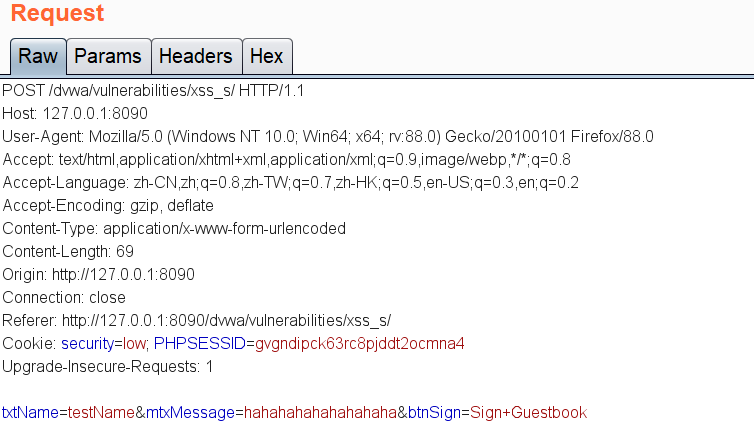 Request
Raw Params Headers Hex
POST /dvwa/vulnerabilities/xss_s/ HTTP/1.1
Host: 127.0.0.1:8090
User-Agent: Mozilla/5.0 (Windows NT 10.0; Win64; x64; rv:88.0) Gecko/20100101 Firefox/88.0
Accept: text/html,application/xhtml+xml,application/xml;q=0.9,image/webp,*/*;q=0.8
Accept-Language: zh-CN,zh;q=0.8,zh-TW;q=0.7,zh-HK;q=0.5,en-US;q=0.3,en;q=0.2
Accept-Encoding: gzip, deflate
Content-Type: application/x-www-form-urlencoded
Content-Length: 69
Origin: http://127.0.0.1:8090
Connection: close
Referer: http://127.0.0.1:8090/dvwa/vulnerabilities/xss_s/
Cookie: security=low; PHPSESSID=gvgndipck63rc8pjddt2ocmna4
Upgrade-Insecure-Requests: 1
txtName=testName&mtxMessage=hahahahahahahahaha&btnSign=Sign+Guestbook